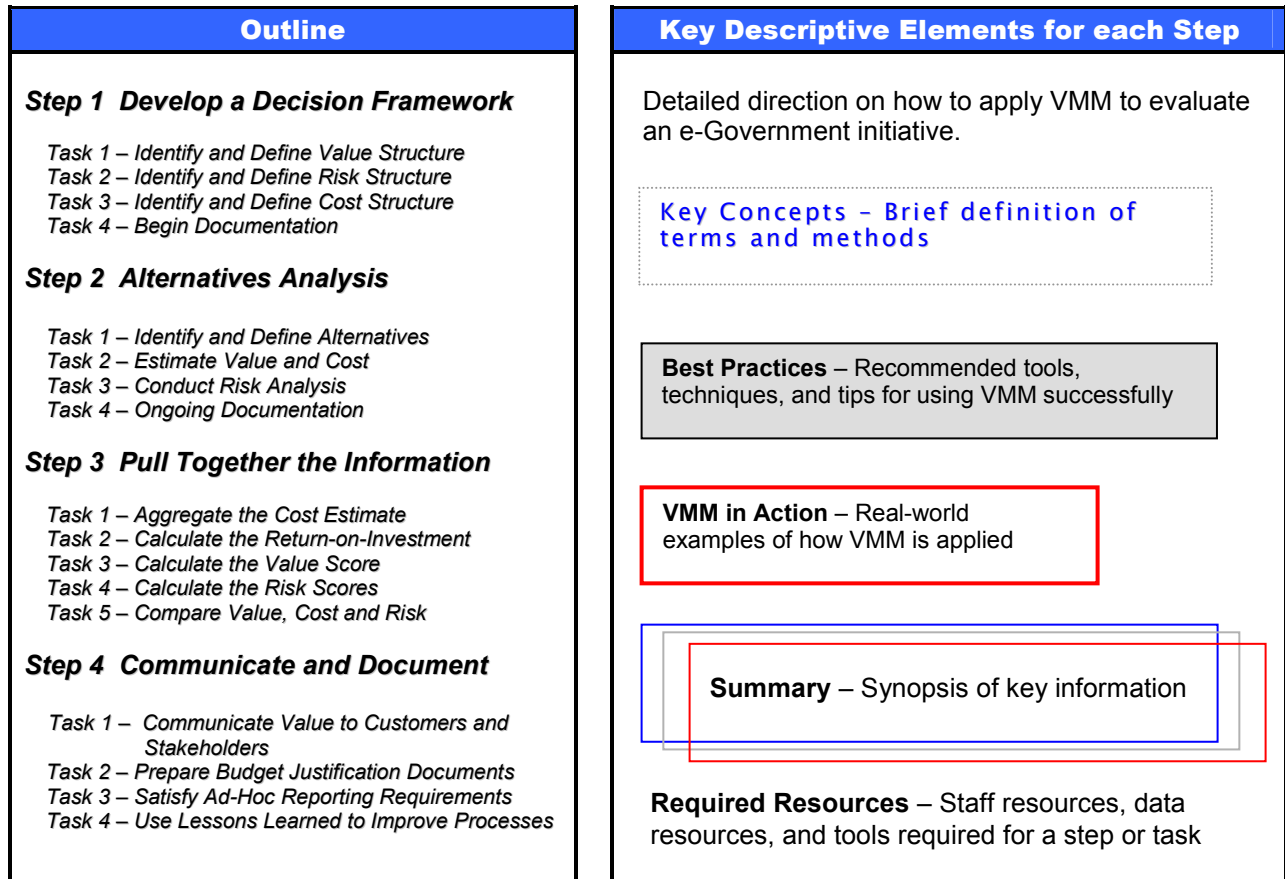 Outline
Step 1 Develop a Decision Framework
Task 1 – Identify and Define Value Structure
Task 2 – Identify and Define Risk Structure
Task 3 – Identify and Define Cost Structure
Task 4 – Begin Documentation
Step 2 Alternatives Analysis
Task 1 – Identify and Define Alternatives
Task 2 – Estimate Value and Cost
Task 3 – Conduct Risk Analysis
Task 4 – Ongoing Documentation
Step 3 Pull Together the Information
Task 1 – Aggregate the Cost Estimate
Task 2 – Calculate the Return-on-Investment
Task 3 – Calculate the Value Score
Task 4 – Calculate the Risk Scores
Task 5 – Compare Value, Cost and Risk
Step 4 Communicate and Document
Task 1 – Communicate Value to Customers and
Stakeholders
Task 2 – Prepare Budget Justification Documents
Task 3 – Satisfy Ad-Hoc Reporting Requirements
Task 4 – Use Lessons Learned to Improve Processes
Key Descriptive Elements for each Step
Detailed direction on how to apply VMM to evaluate
an e-Government initiative.
Key Concepts – Brief definition of
terms and methods
Best Practices – Recommended tools,
techniques, and tips for using VMM successfully
VMM in Action – Real-world
examples of how VMM is applied
Summary – Synopsis of key information
Required Resources – Staff resources, data
resources, and tools required for a step or task